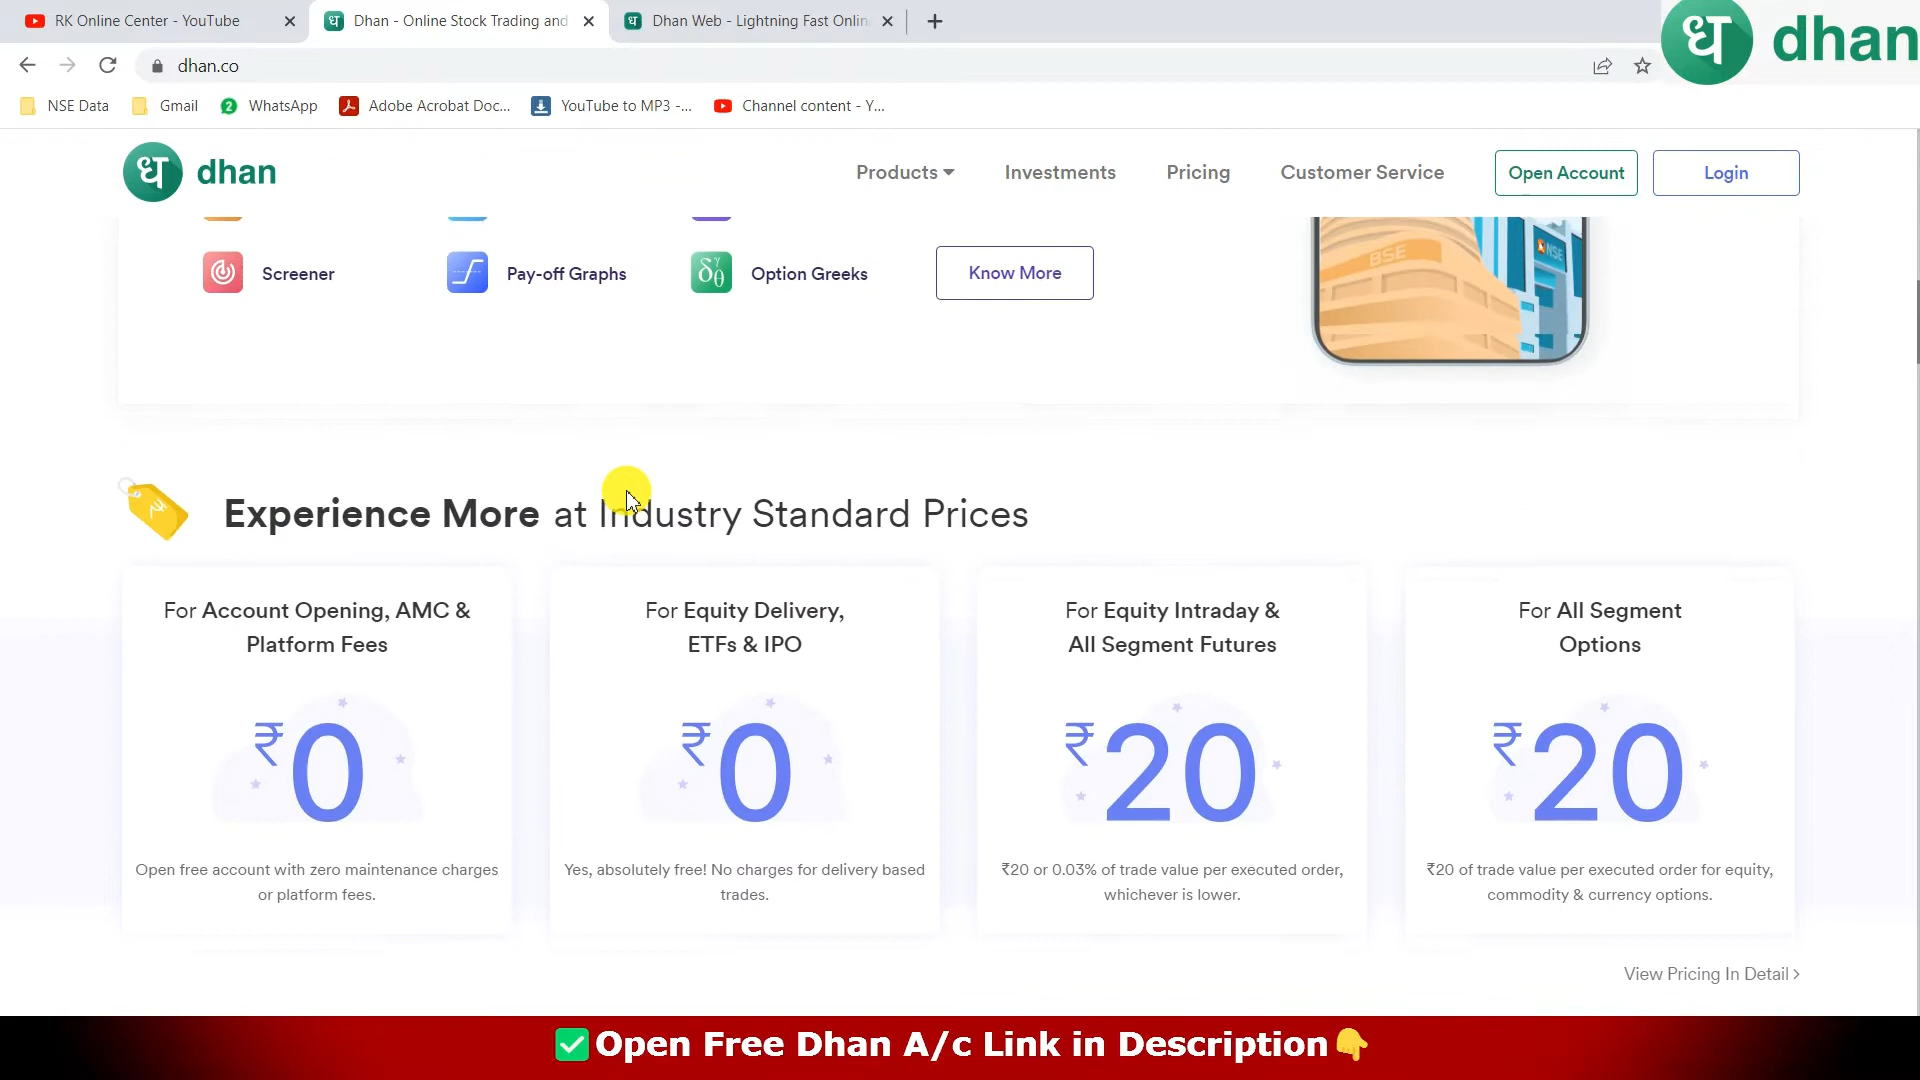 RK Online Center - YouTube
Dhan - Online Stock Trading and
Dhan Web - Lightning Fast Onlin
dhan.co
ध dhan
NSE Data
Gmail
2 WhatsApp
Adobe Acrobat Doc...
YouTube to MP3 -...
Channel content - Y...
ध dhan
Products
Investments
Pricing
Customer Service
Open Account
Login
Screener
Pay-off Graphs
δγθ Option Greeks
Know More
BSE
NSE
₹
Experience More at Industry Standard Prices
For Account Opening, AMC &
Platform Fees
₹0
Open free account with zero maintenance charges
or platform fees.
For Equity Delivery,
ETFs & IPO
₹0
Yes, absolutely free! No charges for delivery based
trades.
For Equity Intraday &
All Segment Futures
₹20
₹20 or 0.03% of trade value per executed order,
whichever is lower.
For All Segment
Options
₹20
₹20 of trade value per executed order for equity,
commodity & currency options.
View Pricing In Detail >
✅Open Free Dhan A/c Link in Description👇